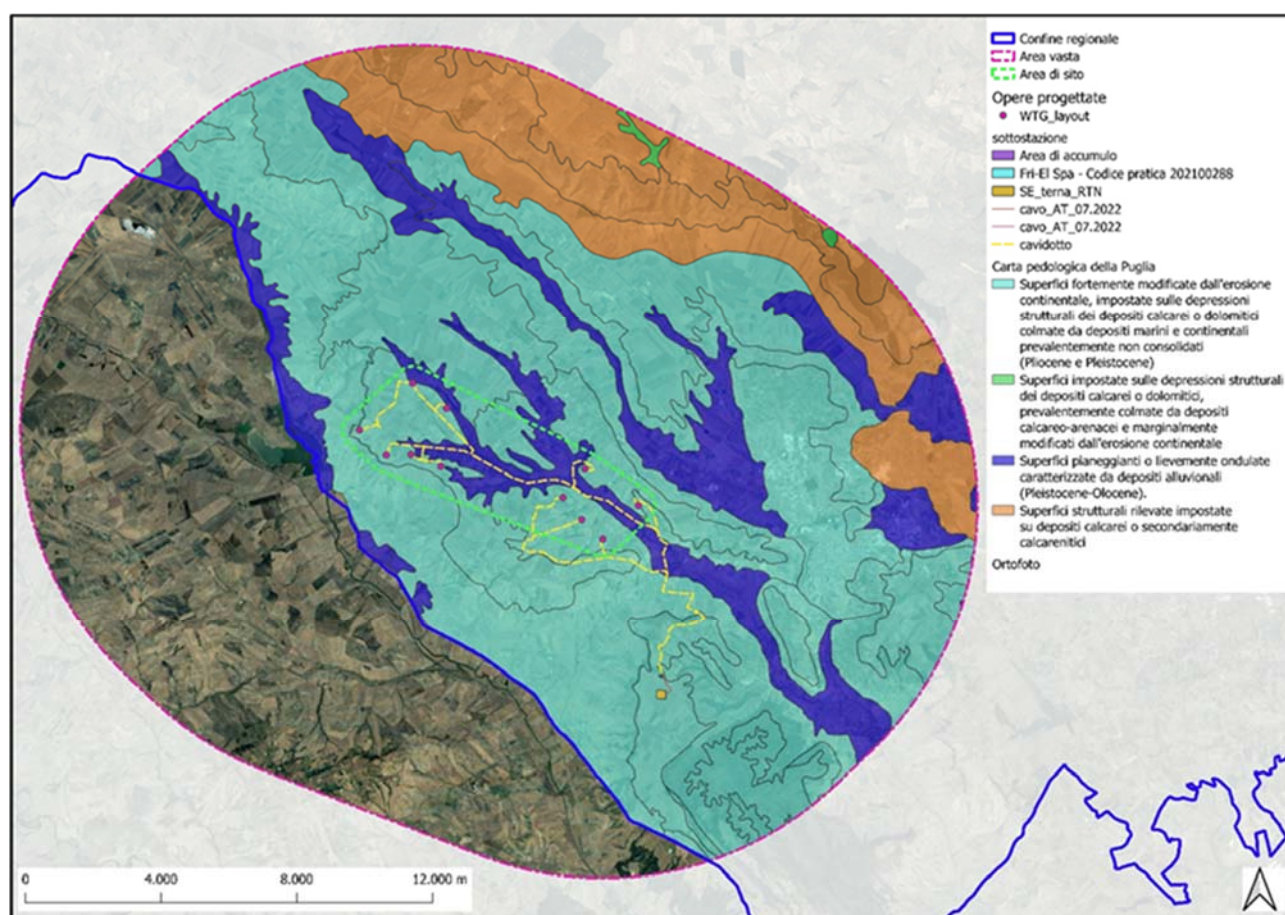 Confine regionale
Area vasta
Area di sito
Opere progettate
WTG_layout
sottostazione
Area di accumulo
Fri-El Spa - Codice pratica 202100288
SE_terna_RTN
cavo_AT_07.2022
cavo_AT_07.2022
cavidotto
Carta pedologica della Puglia
Superfici fortemente modificate dall'erosione
continentale, impostate sulle depressioni
strutturali dei depositi calcarei o dolomitici
colmate da depositi marini e continentali
prevalentemente non consolidati
(Pliocene e Pleistocene)
Superfici impostate sulle depressioni strutturali
dei depositi calcarei o dolomitici,
prevalentemente colmate da depositi
calcareo-arenacei e marginalmente
modificati dall'erosione continentale
Superfici pianeggianti o lievemente ondulate
caratterizzate da depositi alluvionali
(Pleistocene-Olocene).
Superfici strutturali rilevate impostate
su depositi calcarei o secondariamente
calcarenitici
Ortofoto
0 4.000 8.000 12.000 m